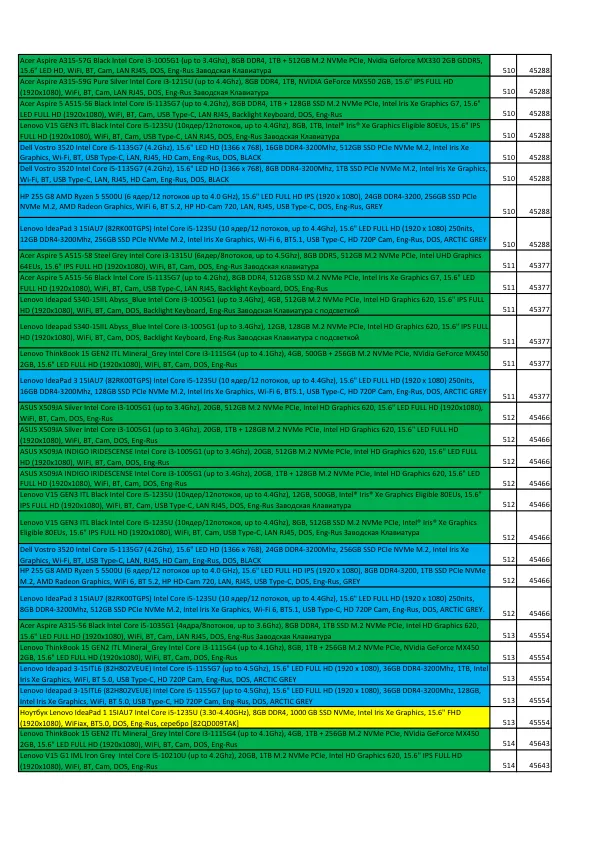 Acer Aspire A315-57G Black Intel Core i3-1005G1 (up to 3.4Ghz), 8GB DDR4, 1TB + 512GB M.2 NVMe PCIe, Nvidia Geforce MX330 2GB GDDR5,
15.6" LED HD, WiFi, BT, Cam, LAN RJ45, DOS, Eng-Rus Заводская Клавиатура 510 45288
Acer Aspire A315-59G Pure Silver Intel Core i3-1215U (up to 4.4Ghz), 8GB DDR4, 1TB, NVIDIA GeForce MX550 2GB, 15.6" IPS FULL HD
(1920x1080), WiFi, BT, Cam, LAN RJ45, DOS, Eng-Rus Заводская Клавиатура 510 45288
Acer Aspire 5 A515-56 Black Intel Core i5-1135G7 (up to 4.2Ghz), 8GB DDR4, 1TB + 128GB SSD M.2 NVMe PCIe, Intel Iris Xe Graphics G7, 15.6"
LED FULL HD (1920x1080), WiFi, BT, Cam, LAN RJ45, Backlight Keyboard, DOS, Eng-Rus 510 45288
Lenovo V15 GEN3 ITL Black Intel Core i5-1235U (10ядер/12потоков, up to 4.4Ghz), 8GB, 1TB, Intel® Iris® Xe Graphics Eligible 80EUs, 15.6" IPS
FULL HD (1920x1080), WiFi, BT, Cam, LAN RJ45, DOS, Eng-Rus Заводская Клавиатура 510 45288
Dell Vostro 3520 Intel Core i5-1135G7 (4.2Ghz), 15.6" LED HD (1366 x 768), 16GB DDR4-3200Mhz, 512GB SSD PCIe NVMe M.2, Intel Iris Xe
Graphics, Wi-Fi, BT, USB Type-C, LAN, RJ45, HD Cam, Eng-Rus, DOS, BLACK 510 45288
Dell Vostro 3520 Intel Core i5-1135G7 (4.2Ghz), 15.6" LED HD (1366 x 768), 8GB DDR4-3200Mhz, 1TB SSD PCIe NVMe M.2, Intel Iris Xe Graphics,
Wi-Fi, BT, USB Type-C, LAN, RJ45, HD Cam, Eng-Rus, DOS, BLACK 510 45288
HP 255 G8 AMD Ryzen 5 5500U (6 ядер/12 потоков up to 4.0 GHz), 15.6" LED FULL HD IPS (1920 x 1080), 24GB DDR4-3200, 256GB SSD PCIe
NVMe M.2, AMD Radeon Graphics, WiFi 6, BT 5.2, HP HD-Cam 720, LAN, RJ45, USB Type-C, DOS, Eng-Rus, GREY 510 45288
Lenovo IdeaPad 3 15IAU7 (82RK00TGPS) Intel Core i5-1235U (10 ядер/12 потоков, up to 4.4Ghz), 15.6" LED FULL HD (1920 x 1080) 250nits,
12GB DDR4-3200Mhz, 256GB SSD PCIe NVMe M.2, Intel Iris Xe Graphics, Wi-Fi 6, BT5.1, USB Type-C, HD 720P Cam, Eng-Rus, DOS, ARCTIC GREY 510 45288
Acer Aspire 5 A515-58 Steel Grey Intel Core i3-1315U (6ядер/8потоков, up to 4.5Ghz), 8GB DDR5, 512GB M.2 NVMe PCIe, Intel UHD Graphics
64EUs, 15.6" IPS FULL HD (1920x1080), WiFi, BT, Cam, DOS, Eng-Rus Заводская клавиатура 511 45377
Acer Aspire 5 A515-56 Black Intel Core i5-1135G7 (up to 4.2Ghz), 8GB DDR4, 512GB SSD M.2 NVMe PCIe, Intel Iris Xe Graphics G7, 15.6" LED
FULL HD (1920x1080), WiFi, BT, Cam, LAN RJ45, Backlight Keyboard, DOS, Eng-Rus 511 45377
Lenovo Ideapad S340-15IIL Abyss_Blue Intel Core i3-1005G1 (up to 3.4Ghz), 4GB, 512GB M.2 NVMe PCIe, Intel HD Graphics 620, 15.6" IPS FULL
HD (1920x1080), WiFi, BT, Cam, DOS, Backlight Keyboard, Eng-Rus Заводская Клавиатура с подсветкой 511 45377
Lenovo Ideapad S340-15IIL Abyss_Blue Intel Core i3-1005G1 (up to 3.4Ghz), 12GB, 128GB M.2 NVMe PCIe, Intel HD Graphics 620, 15.6" IPS
FULL HD (1920x1080), WiFi, BT, Cam, DOS, Backlight Keyboard, Eng-Rus Заводская Клавиатура с подсветкой 511 45377
Lenovo ThinkBook 15 GEN2 ITL Mineral_Grey Intel Core i3-1115G4 (up to 4.1Ghz), 4GB, 500GB + 256GB M.2 NVMe PCIe, NVidia GeForce MX450
2GB, 15.6" LED FULL HD (1920x1080), WiFi, BT, Cam, DOS, Eng-Rus 511 45377
Lenovo IdeaPad 3 15IAU7 (82RK00TGPS) Intel Core i5-1235U (10 ядер/12 потоков, up to 4.4Ghz), 15.6" LED FULL HD (1920 x 1080) 250nits,
16GB DDR4-3200Mhz, 128GB SSD PCIe NVMe M.2, Intel Iris Xe Graphics, Wi-Fi 6, BT5.1, USB Type-C, HD 720P Cam, Eng-Rus, DOS, ARCTIC GREY 511 45377
ASUS X509JA Silver Intel Core i3-1005G1 (up to 3.4Ghz), 20GB, 512GB M.2 NVMe PCIe, Intel HD Graphics 620, 15.6" LED FULL HD (1920x1080),
WiFi, BT, Cam, DOS, Eng-Rus 512 45466
ASUS X509JA Silver Intel Core i3-1005G1 (up to 3.4Ghz), 20GB, 1TB + 128GB M.2 NVMe PCIe, Intel HD Graphics 620, 15.6" LED FULL HD
(1920x1080), WiFi, BT, Cam, DOS, Eng-Rus 512 45466
ASUS X509JA INDIGO IRIDESCENSE Intel Core i3-1005G1 (up to 3.4Ghz), 20GB, 512GB M.2 NVMe PCIe, Intel HD Graphics 620, 15.6" LED FULL
HD (1920x1080), WiFi, BT, Cam, DOS, Eng-Rus 512 45466
ASUS X509JA INDIGO IRIDESCENSE Intel Core i3-1005G1 (up to 3.4Ghz), 20GB, 1TB + 128GB M.2 NVMe PCIe, Intel HD Graphics 620, 15.6" LED
FULL HD (1920x1080), WiFi, BT, Cam, DOS, Eng-Rus 512 45466
Lenovo V15 GEN3 ITL Black Intel Core i5-1235U (10ядер/12потоков, up to 4.4Ghz), 12GB, 500GB, Intel® Iris® Xe Graphics Eligible 80EUs, 15.6"
IPS FULL HD (1920x1080), WiFi, BT, Cam, LAN RJ45, DOS, Eng-Rus Заводская Клавиатура 512 45466
Lenovo V15 GEN3 ITL Black Intel Core i5-1235U (10ядер/12потоков, up to 4.4Ghz), 8GB, 512GB SSD M.2 NVMe PCIe, Intel® Iris® Xe Graphics
Eligible 80EUs, 15.6" IPS FULL HD (1920x1080), WiFi, BT, Cam, LAN RJ45, DOS, Eng-Rus Заводская Клавиатура 512 45466
Dell Vostro 3520 Intel Core i5-1135G7 (4.2Ghz), 15.6" LED HD (1366 x 768), 24GB DDR4-3200Mhz, 256GB SSD PCIe NVMe M.2, Intel Iris Xe
Graphics, Wi-Fi, BT, USB Type-C, LAN, RJ45, HD Cam, Eng-Rus, DOS, BLACK 512 45466
HP 255 G8 AMD Ryzen 5 5500U (6 ядер/12 потоков up to 4.0 GHz), 15.6" LED FULL HD IPS (1920 x 1080), 8GB DDR4-3200, 1TB SSD PCIe NVMe
M.2, AMD Radeon Graphics, WiFi 6, BT 5.2, HP HD-Cam 720, LAN, RJ45, USB Type-C, DOS, Eng-Rus, GREY 512 45466
Lenovo IdeaPad 3 15IAU7 (82RK00TGPS) Intel Core i5-1235U (10 ядер/12 потоков, up to 4.4Ghz), 15.6" LED FULL HD (1920 x 1080) 250nits,
8GB DDR4-3200Mhz, 512GB SSD PCIe NVMe M.2, Intel Iris Xe Graphics, Wi-Fi 6, BT5.1, USB Type-C, HD 720P Cam, Eng-Rus, DOS, ARCTIC GREY. 512 45466
Acer Aspire A315-56 Black Intel Core i5-1035G1 (4ядра/8потоков, up to 3.6Ghz), 8GB DDR4, 1TB SSD M.2 NVMe PCIe, Intel HD Graphics 620,
15.6" LED FULL HD (1920x1080), WiFi, BT, Cam, LAN RJ45, DOS, Eng-Rus Заводская Клавиатура 513 45554
Lenovo ThinkBook 15 GEN2 ITL Mineral_Grey Intel Core i3-1115G4 (up to 4.1Ghz), 8GB, 1TB + 256GB M.2 NVMe PCIe, NVidia GeForce MX450
2GB, 15.6" LED FULL HD (1920x1080), WiFi, BT, Cam, DOS, Eng-Rus 513 45554
Lenovo Ideapad 3-15ITL6 (82H802VEUE) Intel Core i5-1155G7 (up to 4.5Ghz), 15.6" LED FULL HD (1920 x 1080), 36GB DDR4-3200Mhz, 1TB, Intel
Iris Xe Graphics, Wi-Fi 6, BT 5.0, USB Type-C, HD Cam, Eng-Rus, DOS, ARCTIC GREY 513 45554
Lenovo Ideapad 3-15ITL6 (82H802VEUE) Intel Core i5-1155G7 (up to 4.5Ghz), 15.6" LED FULL HD (1920 x 1080), 36GB DDR4-3200Mhz, 128GB,
Intel Iris Xe Graphics, Wi-Fi 6, BT 5.0, USB Type-C, HD Cam, Eng-Rus, DOS, ARCTIC GREY 513 45554
Ноутбук Lenovo IdeaPad 1 15IAU7 Intel Core i5-1235U (3.30-4.40GHz), 8GB DDR4, 1000 GB SSD NVMe, Intel Iris Xe Graphics, 15.6" FHD
(1920x1080), WiFiax, BT5.0, DOS, Eng-Rus, серебро [82QD009TAK] 513 45554
Lenovo ThinkBook 15 GEN2 ITL Mineral_Grey Intel Core i3-1115G4 (up to 4.1Ghz), 4GB, 1TB + 256GB M.2 NVMe PCIe, NVidia GeForce MX450
2GB, 15.6" LED FULL HD (1920x1080), WiFi, BT, Cam, DOS, Eng-Rus 514 45643
Lenovo V15 G1 IML Iron Grey Intel Core i5-10210U (up to 4.2Ghz), 20GB, 1TB M.2 NVMe PCIe, Intel HD Graphics 620, 15.6" IPS FULL HD
(1920x1080), WiFi, BT, Cam, DOS, Eng-Rus 514 45643